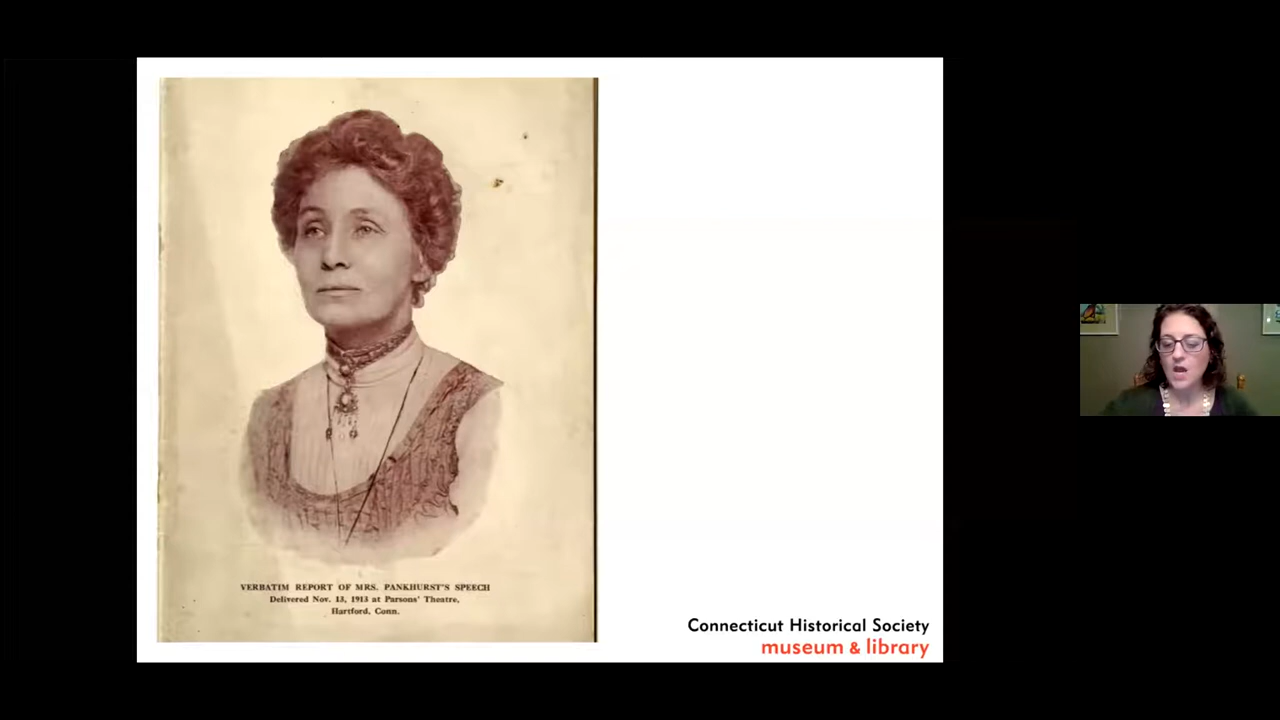 VERBATIM REPORT OF MRS. PANKHURST'S SPEECH
Delivered Nov. 13, 1913 at Parsons' Theatre,
Hartford, Conn.
Connecticut Historical Society
museum & library